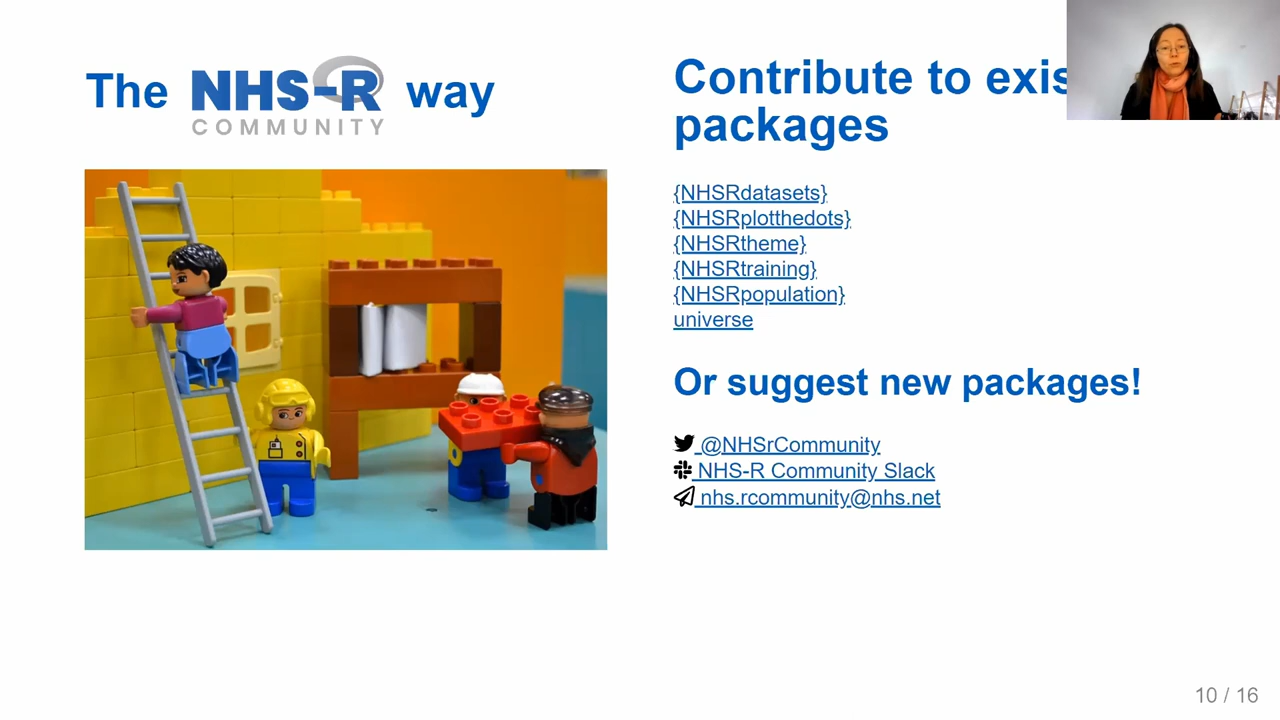 The NHS-R way
COMMUNITY
Contribute to exis
packages
{NHSRdatasets}
{NHSRplotthedots}
{NHSRtheme}
{NHSRtraining}
{NHSRpopulation}
universe
Or suggest new packages!
@NHSrCommunity
NHS-R Community Slack
nhs.rcommunity@nhs.net
10 / 16